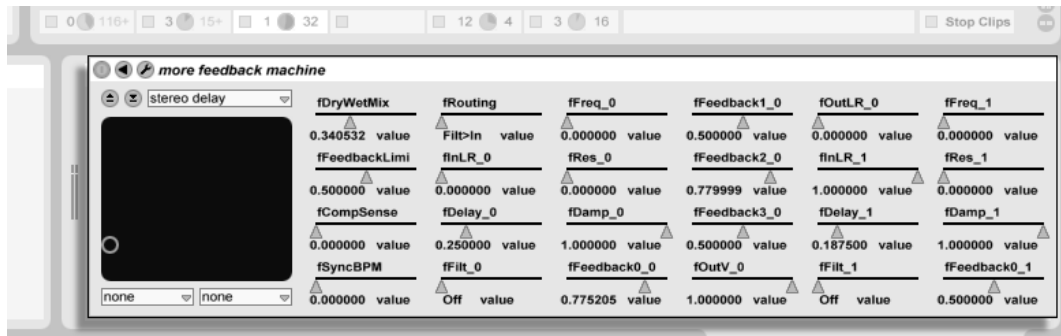 0 116+ 3 15+ 1 32 12 4 3 16 Stop Clips
more feedback machine
stereo delay
fDryWetMix fRouting fFreq_0 fFeedback1_0 fOutLR_0 fFreq_1
0.340532 value Filt>In value 0.000000 value 0.500000 value 0.000000 value 0.000000 value
fFeedbackLimi fInLR_0 fRes_0 fFeedback2_0 fInLR_1 fRes_1
0.500000 value 0.000000 value 0.000000 value 0.779999 value 1.000000 value 0.000000 value
fCompSense fDelay_0 fDamp_0 fFeedback3_0 fDelay_1 fDamp_1
0.000000 value 0.250000 value 1.000000 value 0.500000 value 0.187500 value 1.000000 value
fSyncBPM fFilt_0 fFeedback0_0 fOutV_0 fFilt_1 fFeedback0_1
none none 0.000000 value Off value 0.775205 value 1.000000 value Off value 0.500000 value